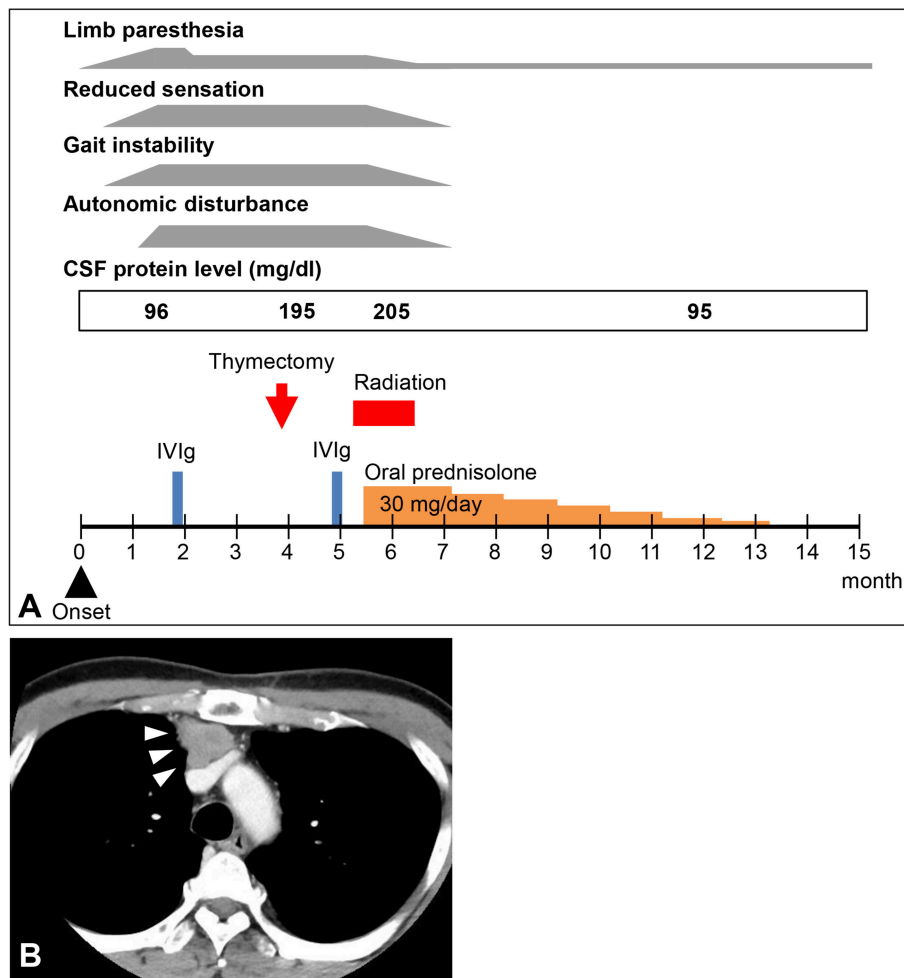 Limb paresthesia
Reduced sensation
Gait instability
Autonomic disturbance
CSF protein level (mg/dl)
96 195 205 95
Thymectomy
Radiation
IVIg IVIg
Oral prednisolone
30 mg/day
0 1 2 3 4 5 6 7 8 9 10 11 12 13 14 15
month
A
Onset
B